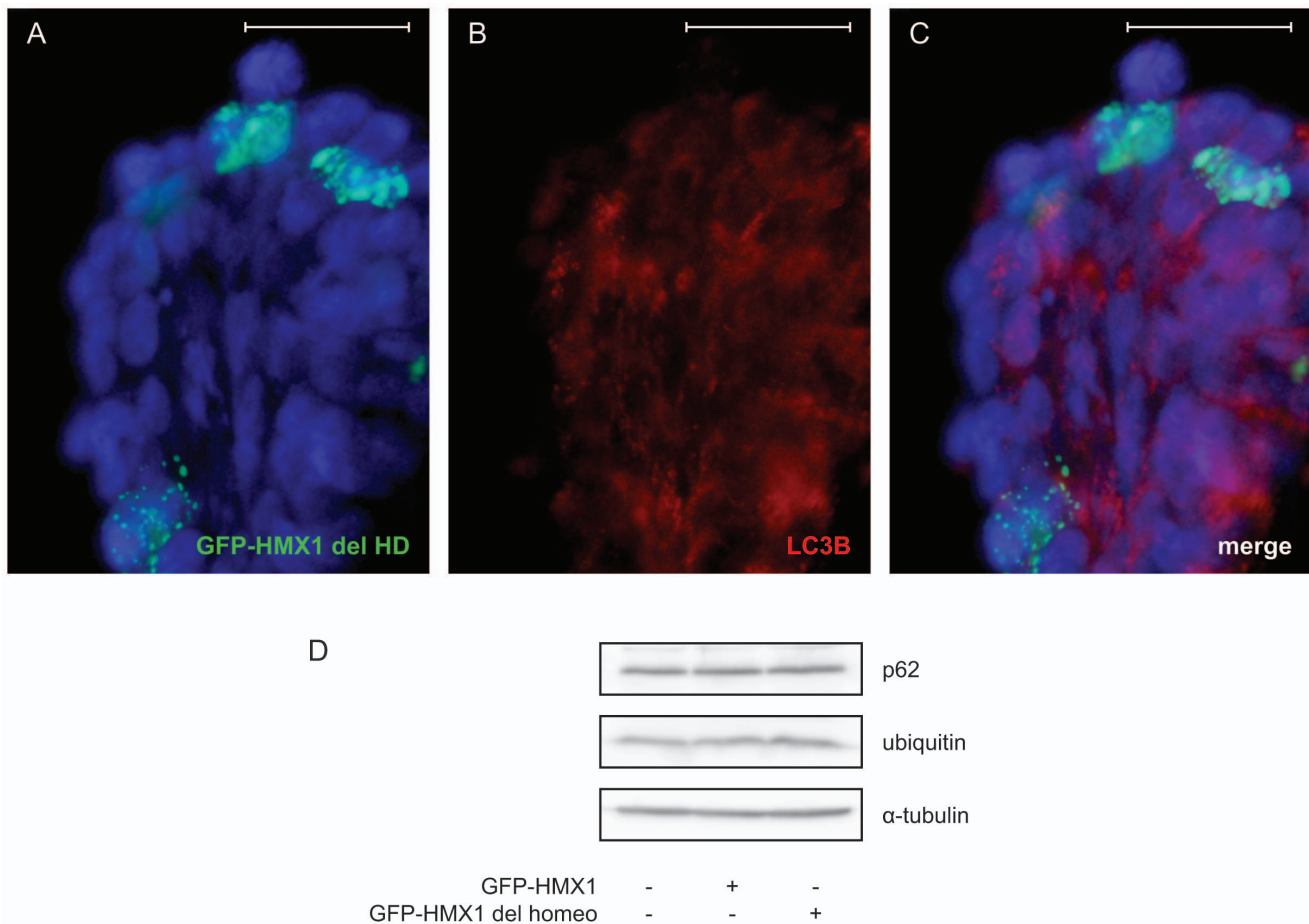 A
B
C
GFP-HMX1 del HD
LC3B
merge
D
p62
ubiquitin
α-tubulin
GFP-HMX1 - + -
GFP-HMX1 del homeo - - +